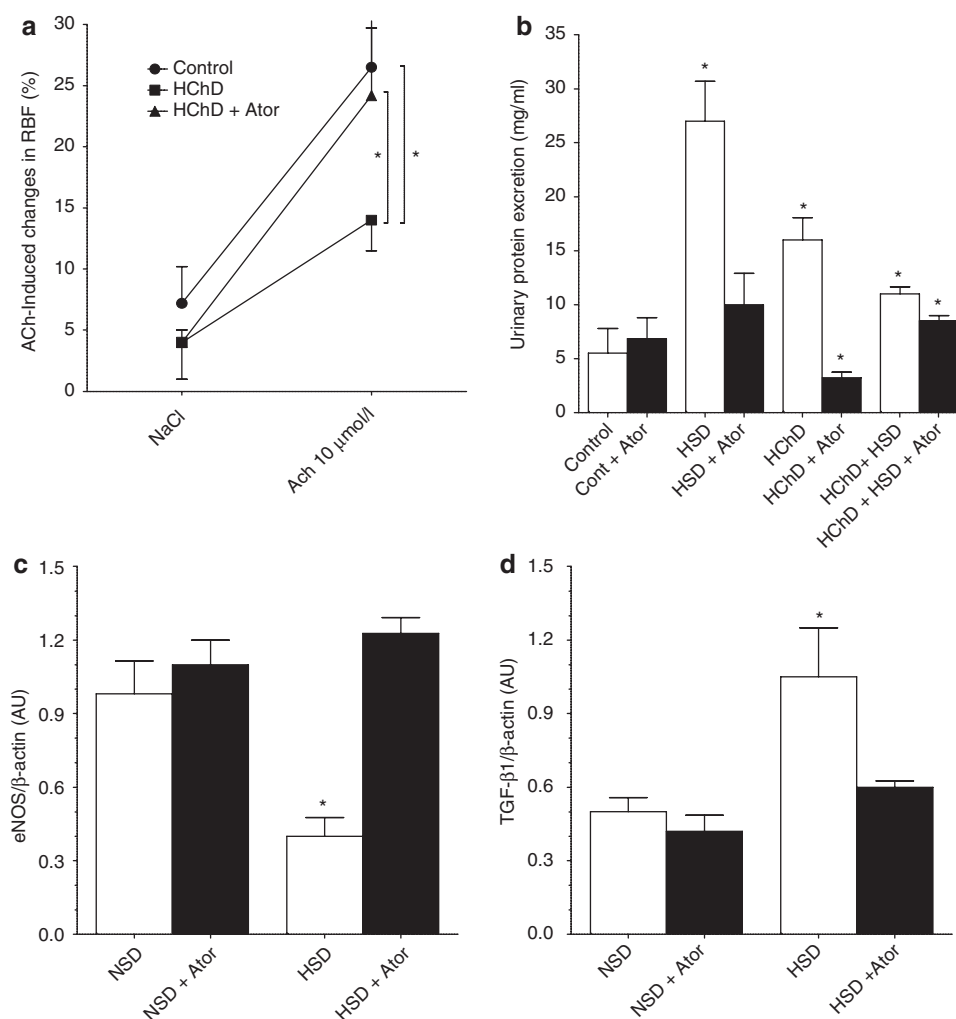 a
ACh-Induced changes in RBF (%)
30
25
20
15
10
5
0
Control
HChD
HChD + Ator
*
*
NaCl
Ach 10 μmol/l
b
Urinary protein excretion (mg/ml)
35
30
25
20
15
10
5
0
*
*
*
*
*
Control
Cont + Ator
HSD
HSD + Ator
HChD
HChD + Ator
HChD+ HSD
HChD + HSD + Ator
c
eNOS/β-actin (AU)
1.5
1.2
0.9
0.6
0.3
0.0
*
NSD
NSD + Ator
HSD
HSD + Ator
d
TGF-β1/β-actin (AU)
1.5
1.2
0.9
0.6
0.3
0.0
*
NSD
NSD + Ator
HSD
HSD +Ator